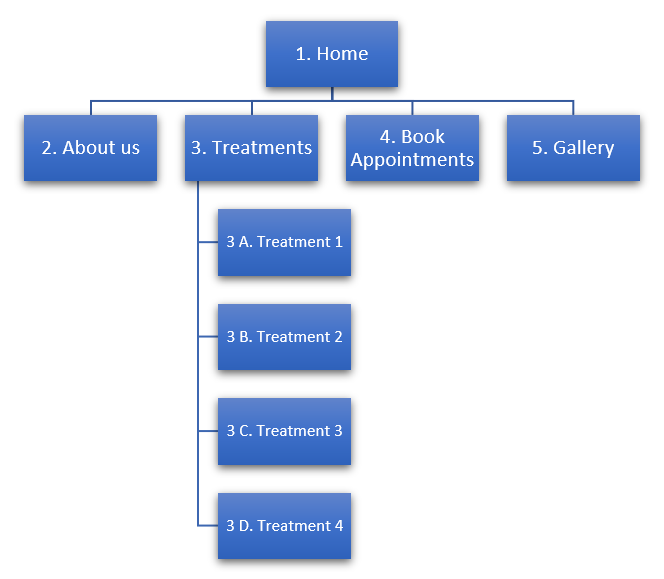 1. Home
2. About us
3. Treatments
4. Book
Appointments
5. Gallery
3 A. Treatment 1
3 B. Treatment 2
3 C. Treatment 3
3 D. Treatment 4